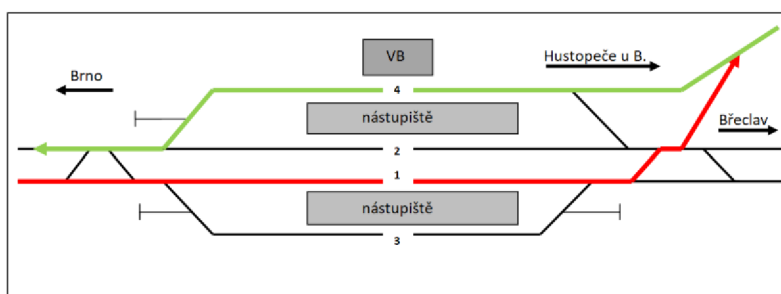 VB
Hustopeče u B.
Brno
4
nástupiště
Břeclav
2
1
nástupiště
3